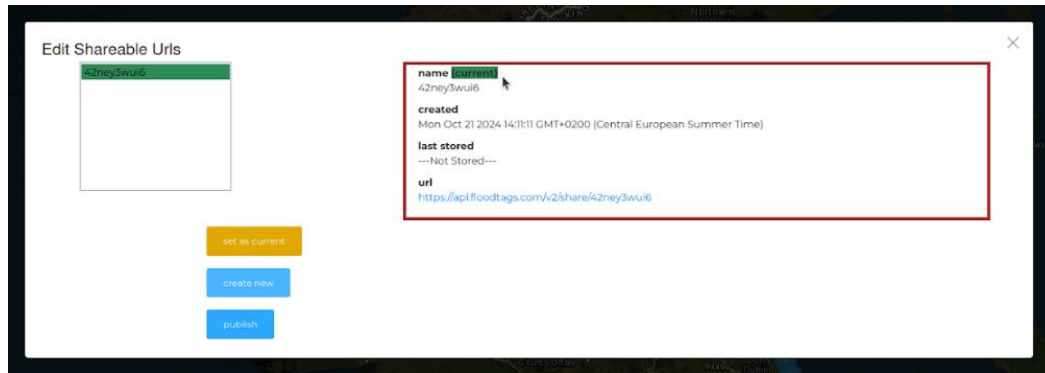 Northern
Edit Shareable Urls
42ney3wui6
name (current)
42ney3wui6
created
Mon Oct 21 2024 14:11:11 GMT+0200 (Central European Summer Time)
last stored
---Not Stored---
url
https://api.floodtags.com/v2/share/42ney3wui6
set as current
create new
publish